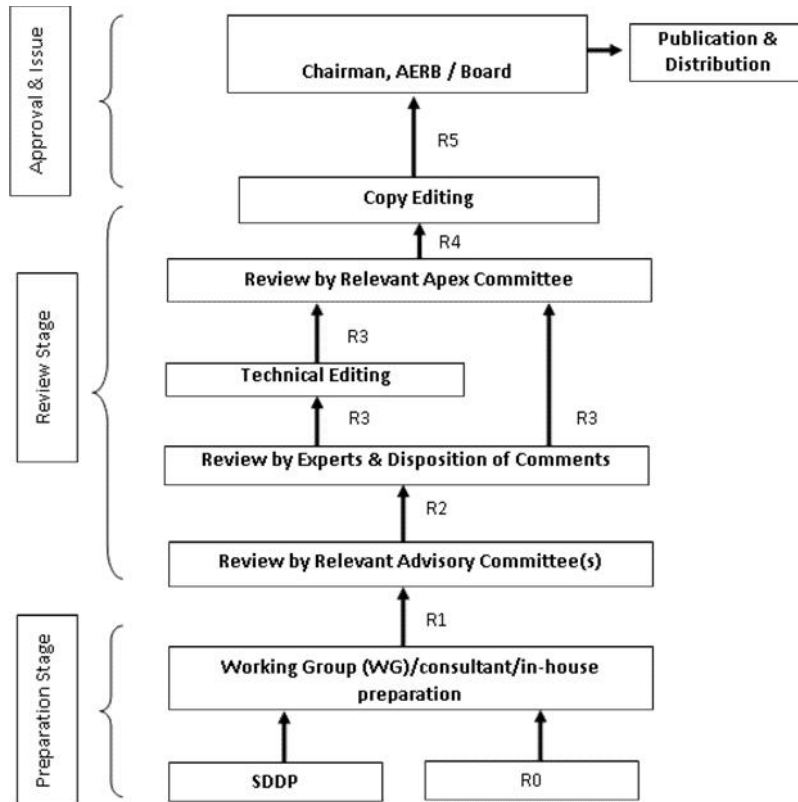 Approval & Issue
Chairman, AERB / Board
Publication &
Distribution
R5
Copy Editing
R4
Review Stage
Review by Relevant Apex Committee
R3
Technical Editing
R3
R3
Review by Experts & Disposition of Comments
R2
Review by Relevant Advisory Committee(s)
R1
Preparation Stage
Working Group (WG)/consultant/in-house
preparation
SDDP
R0